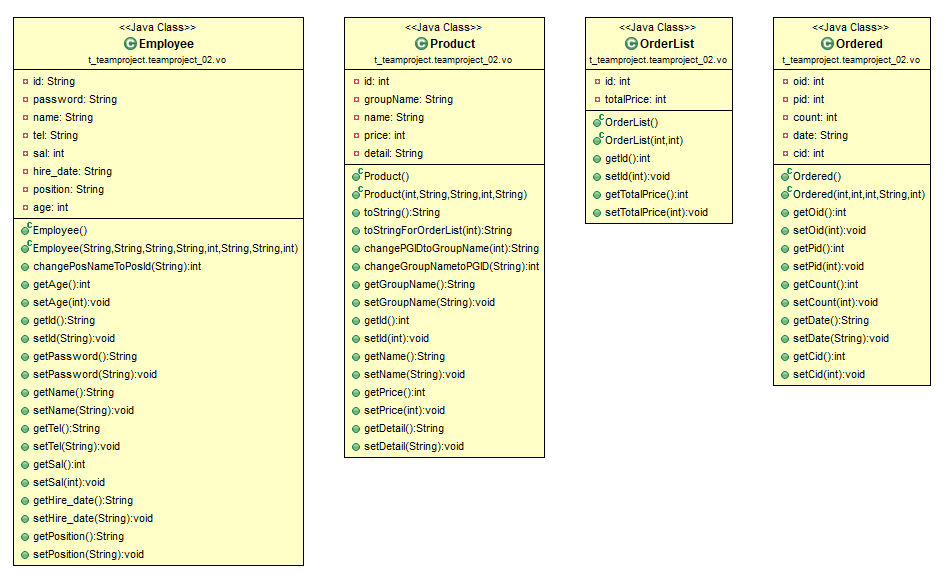 <<Java Class>>
Employee
t_teamproject.teamproject_02.vo
id: String
password: String
name: String
tel: String
sal: int
hire_date: String
position: String
age: int
Employee()
Employee(String,String,String,String,int,String,String,int)
changePosNameToPosId(String):int
getAge():int
setAge(int):void
getId():String
setId(String):void
getPassword():String
setPassword(String):void
getName():String
setName(String):void
getTel():String
setTel(String):void
getSal():int
setSal(int):void
getHire_date():String
setHire_date(String):void
getPosition():String
setPosition(String):void
<<Java Class>>
Product
t_teamproject.teamproject_02.vo
id: int
groupName: String
name: String
price: int
detail: String
Product()
Product(int,String,String,int,String)
toString():String
toStringForOrderList(int):String
changePGIDtoGroupName(int):String
changeGroupNametoPGID(String):int
getGroupName():String
setGroupName(String):void
getId():int
setId(int):void
getName():String
setName(String):void
getPrice():int
setPrice(int):void
getDetail():String
setDetail(String):void
<<Java Class>>
OrderList
t_teamproject.teamproject_02.vo
id: int
totalPrice: int
OrderList()
OrderList(int,int)
getId():int
setId(int):void
getTotalPrice():int
setTotalPrice(int):void
<<Java Class>>
Ordered
t_teamproject.teamproject_02.vo
oid: int
pid: int
count: int
date: String
cid: int
Ordered()
Ordered(int,int,int,String,int)
getOid():int
setOid(int):void
getPid():int
setPid(int):void
getCount():int
setCount(int):void
getDate():String
setDate(String):void
getCid():int
setCid(int):void